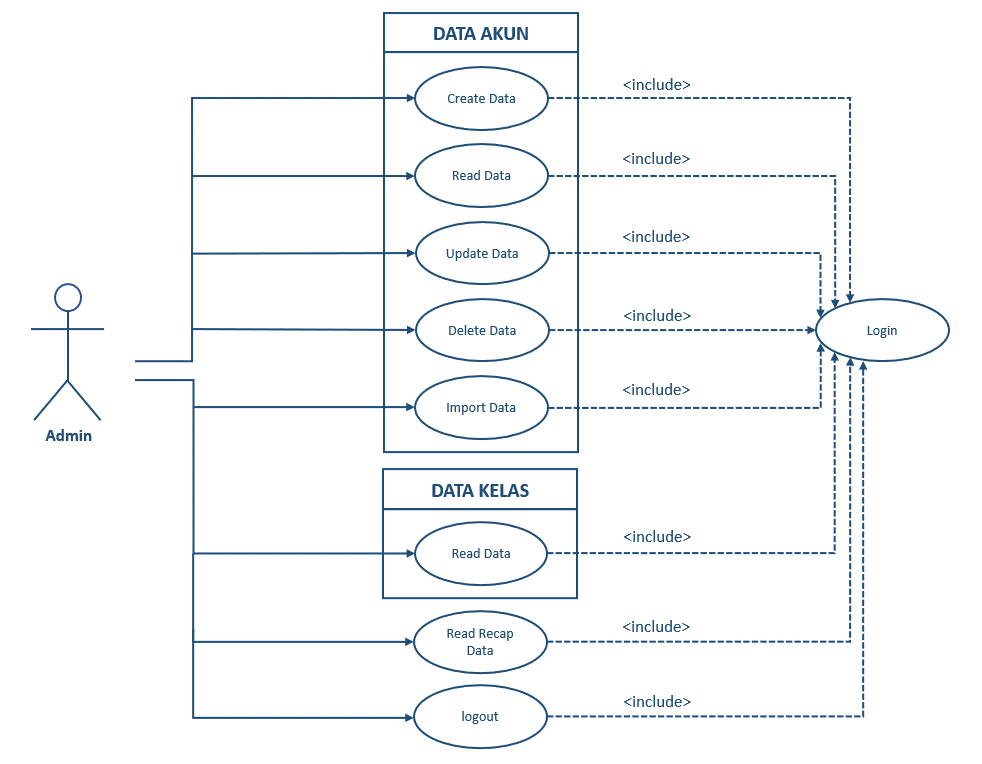 DATA AKUN
Create Data
<include>
Read Data
<include>
Update Data
<include>
Delete Data
<include>
Login
Import Data
<include>
Admin
DATA KELAS
Read Data
<include>
Read Recap
Data
<include>
logout
<include>